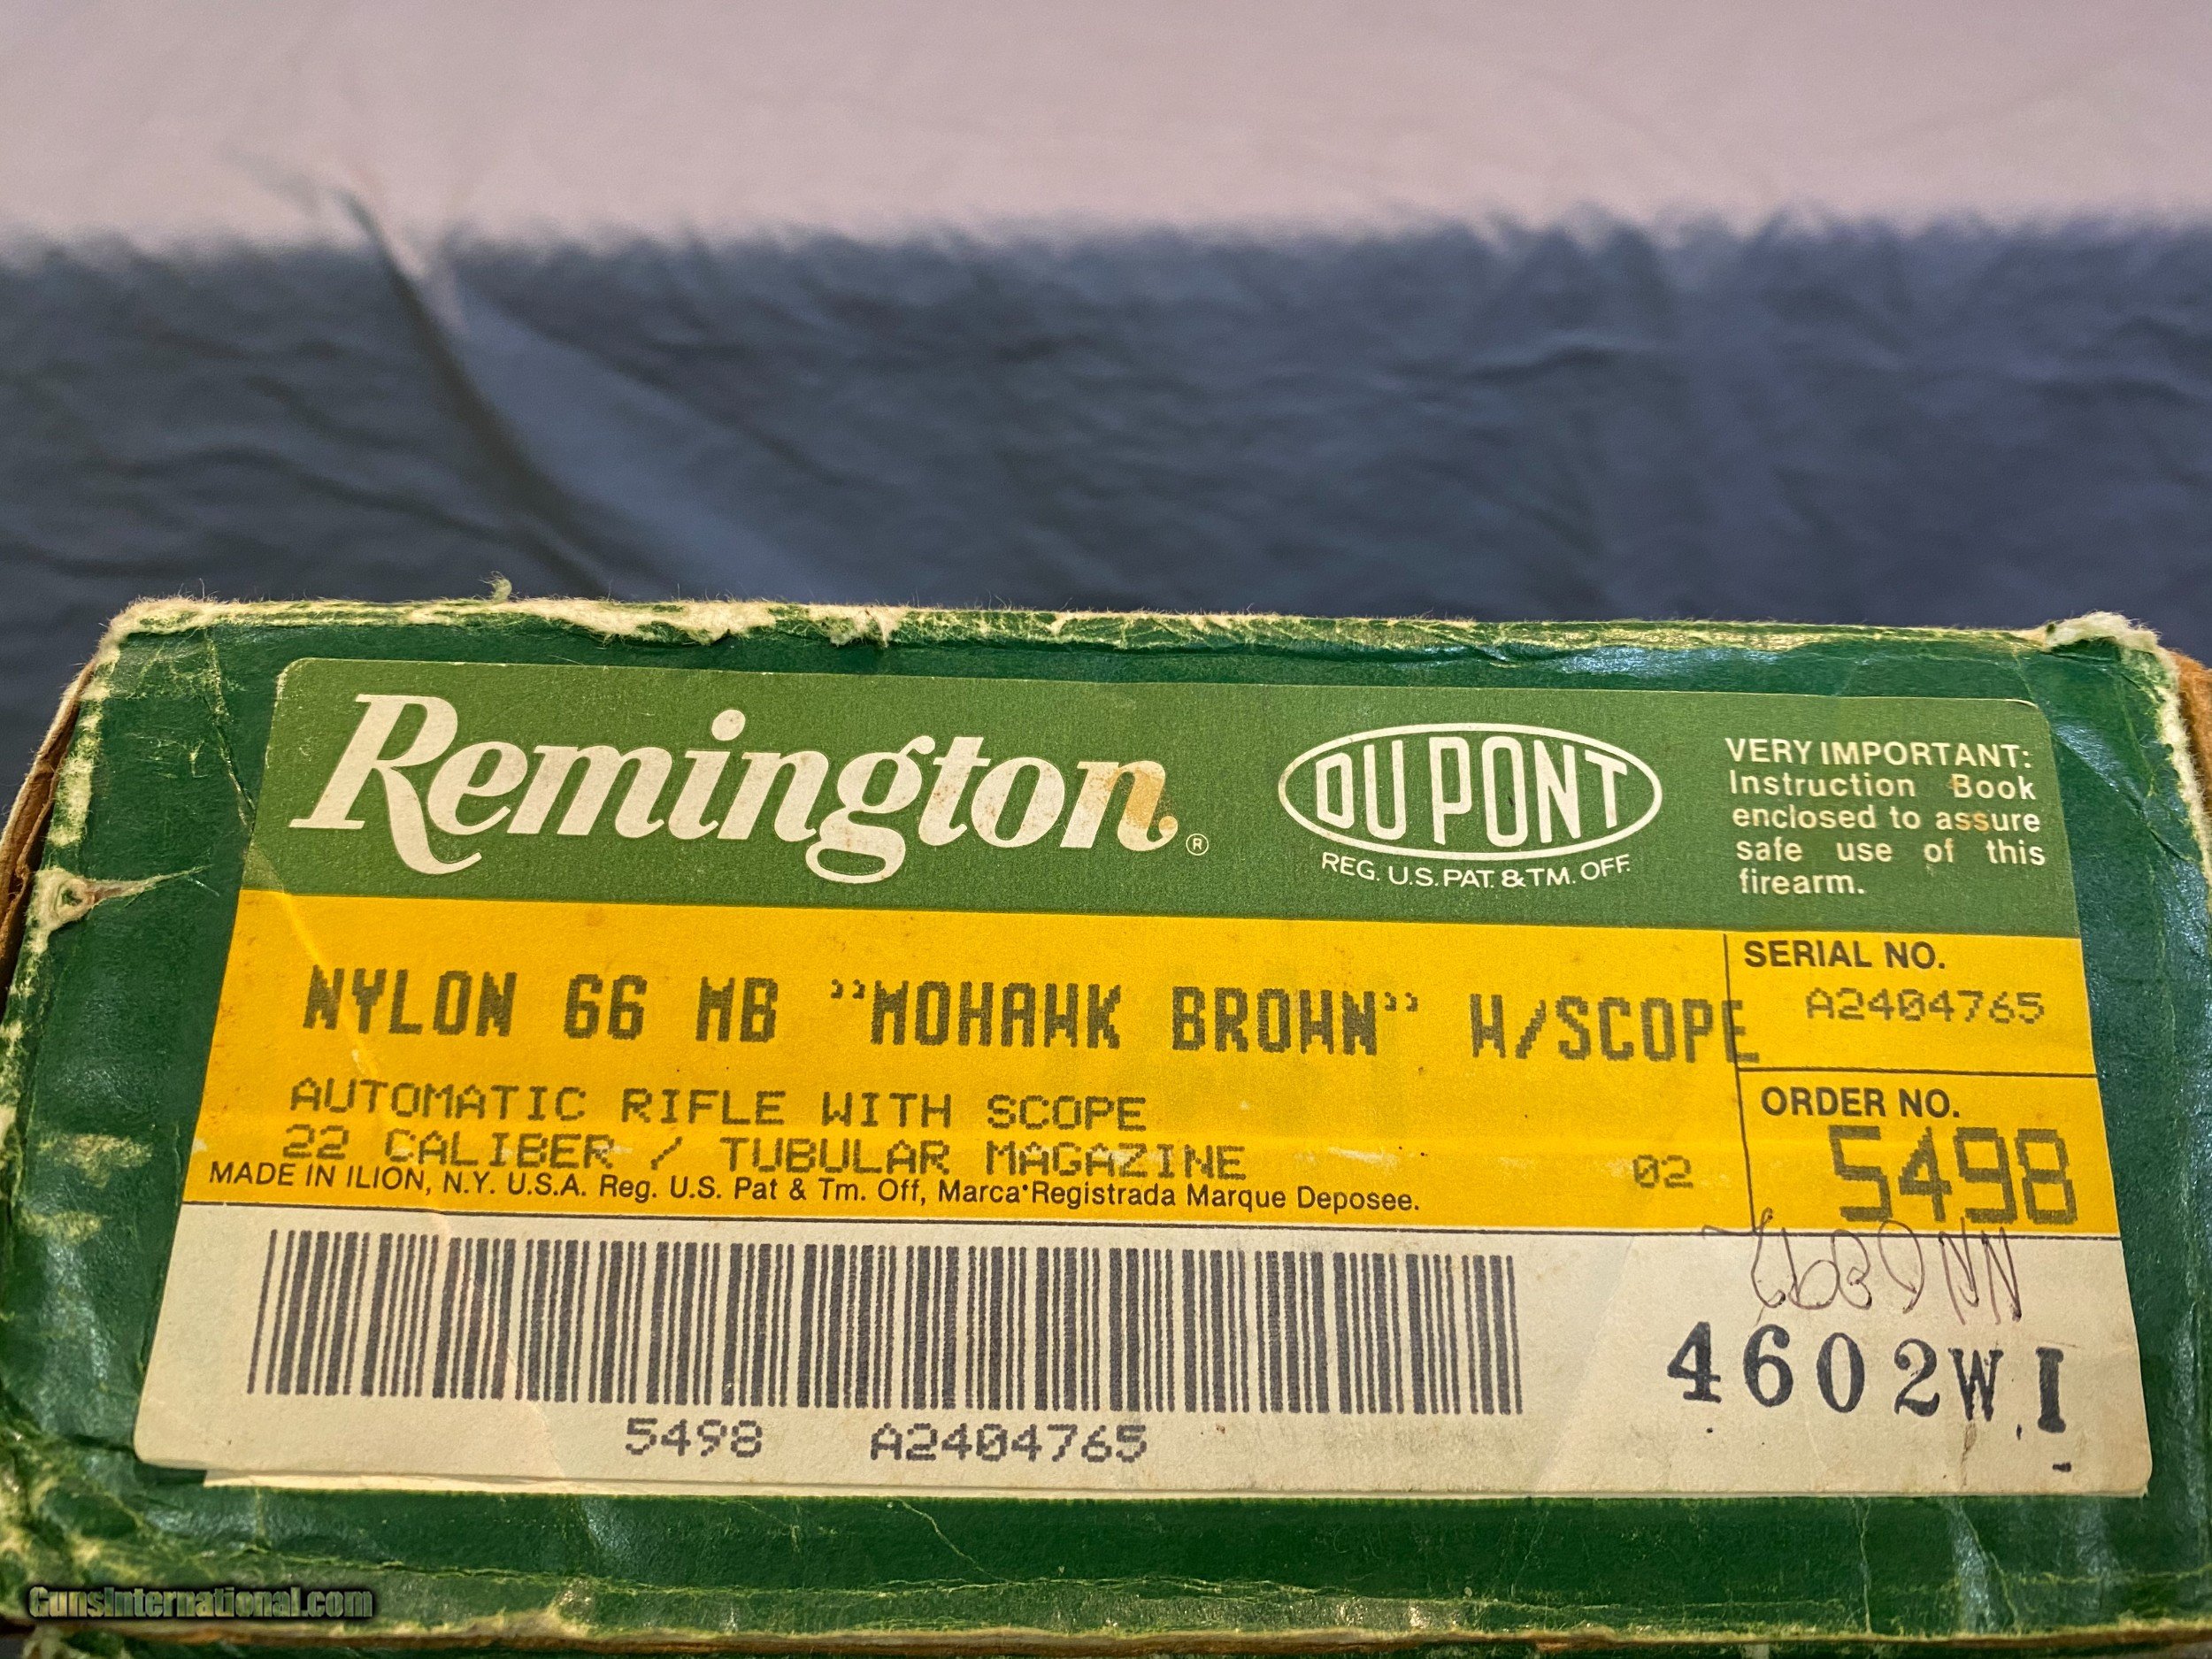 Remington®
DU PONT
REG. U.S. PAT. & TM. OFF.
VERY IMPORTANT:
Instruction Book
enclosed to assure
safe use of this
firearm.
NYLON 66 MB "MOHAWK BROWN" W/SCOPE
SERIAL NO.
A2404765
AUTOMATIC RIFLE WITH SCOPE
22 CALIBER / TUBULAR MAGAZINE
02
ORDER NO.
5498
MADE IN ILION, N.Y. U.S.A. Reg. U.S. Pat & Tm. Off, Marca Registrada Marque Deposee.
4602W.I
5498 A2404765
GunsInternational.com